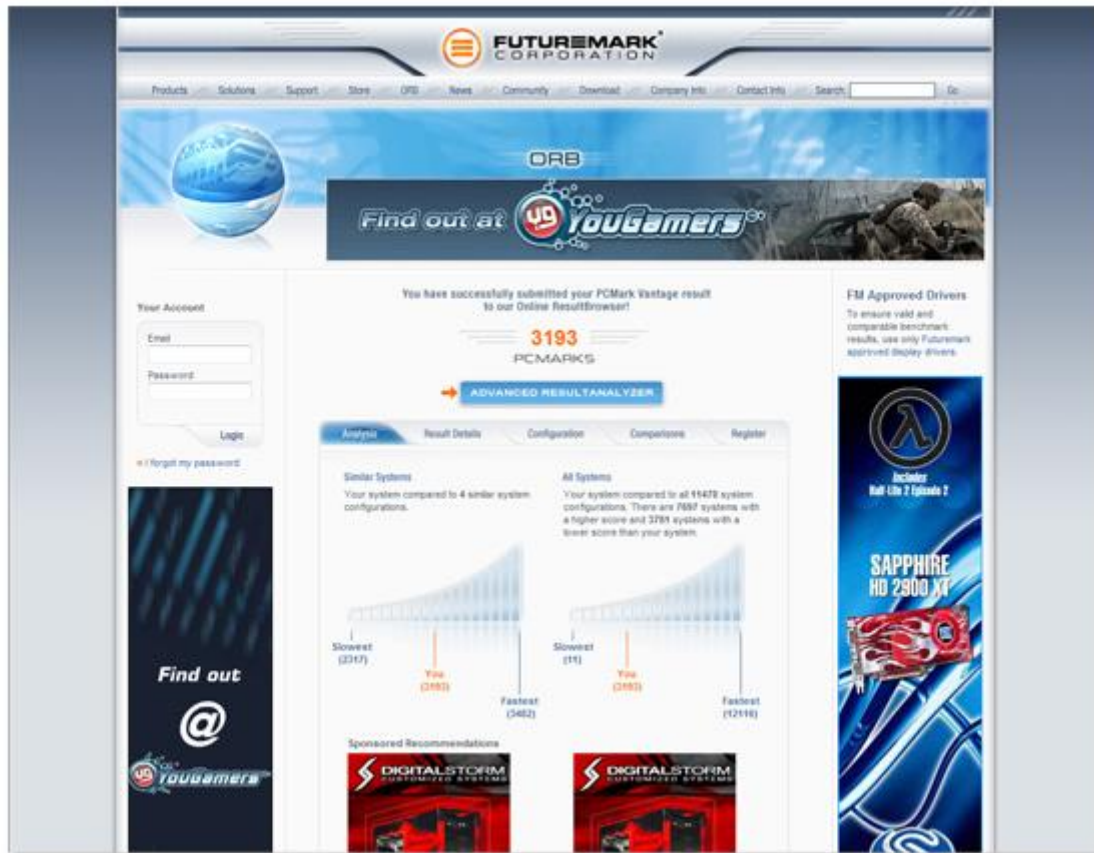 FUTUREMARK
CORPORATION
Products Solutions Support Store ORB News Community Download Company Info Contact Info Search: Go
ORB
Find out at yg YouGamers
Your Account
Email
Password
Login
I forgot my password
You have successfully submitted your PCMark Vantage result
to our Online ResultBrowser!
3193
PCMARKS
ADVANCED RESULTANALYZER
Analysis Result Details Configuration Comparisons Register
Similar Systems
Your system compared to 4 similar system
configurations.
Slowest
(2317)
You
(3193)
Fastest
All Systems
Your system compared to all system
configurations. There are systems with
a higher score and systems with a
lower score than your system.
Slowest
(11)
You
(3193)
Fastest
Sponsored Recommendations
DIGITALSTORM
CUSTOMIZED SYSTEMS
DIGITALSTORM
CUSTOMIZED SYSTEMS
FM Approved Drivers
To ensure valid and
comparable benchmark
results, use only Futuremark
approved display drivers
Includes
Half-Life 2 Episode 2
SAPPHIRE
HD 2900 XT
Find out
@
yg YouGamers